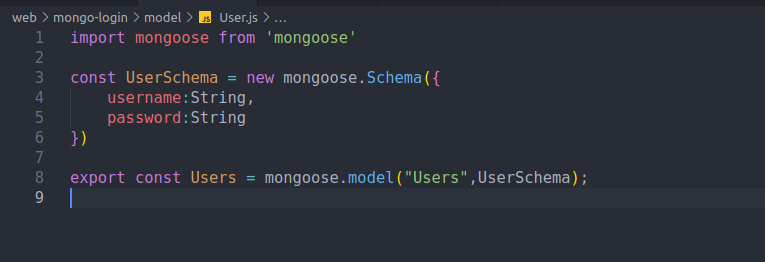 web > mongo-login > model > JS User.js > ...
1 import mongoose from 'mongoose'
2
3 const UserSchema = new mongoose.Schema({
4     username:String,
5     password:String
6 })
7
8 export const Users = mongoose.model("Users",UserSchema);
9